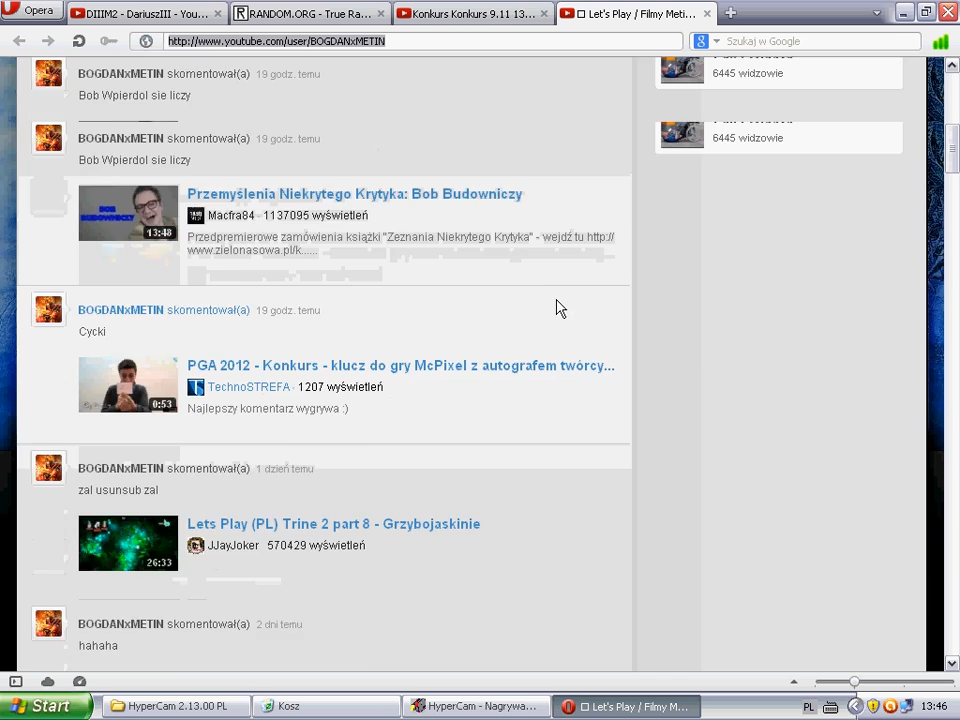 Opera
DIIIM2 - DariuszIII - You...
RANDOM.ORG - True Ra...
Konkurs Konkurs 9.11 13...
Let's Play / Filmy Meti...
http://www.youtube.com/user/BOGDANxMETIN
Szukaj w Google
BOGDANxMETIN skomentował(a) 19 godz. temu
Bob Wpierdol sie liczy
6445 widzowie
BOGDANxMETIN skomentował(a) 19 godz. temu
Bob Wpierdol sie liczy
6445 widzowie
Przemyślenia Niekrytego Krytyka: Bob Budowniczy
BOB BUDOWNICZY
13:48
Macfra84 · 1137095 wyświetleń
Przedpremierowe zamówienia książki "Zeznania Niekrytego Krytyka" - wejdź tu http://
www.zielonasowa.pl/k......
BOGDANxMETIN skomentował(a) 19 godz. temu
Cycki
PGA 2012 - Konkurs - klucz do gry McPixel z autografem twórcy...
0:53
TechnoSTREFA · 1207 wyświetleń
Najlepszy komentarz wygrywa :)
BOGDANxMETIN skomentował(a) 1 dzień temu
zal usunsub zal
Lets Play (PL) Trine 2 part 8 - Grzybojaskinie
26:33
JJayJoker 570429 wyświetleń
BOGDANxMETIN skomentował(a) 2 dni temu
hahaha
Start
HyperCam 2.13.00 PL
Kosz
HyperCam - Nagrywa...
Let's Play / Filmy M...
PL
13:46